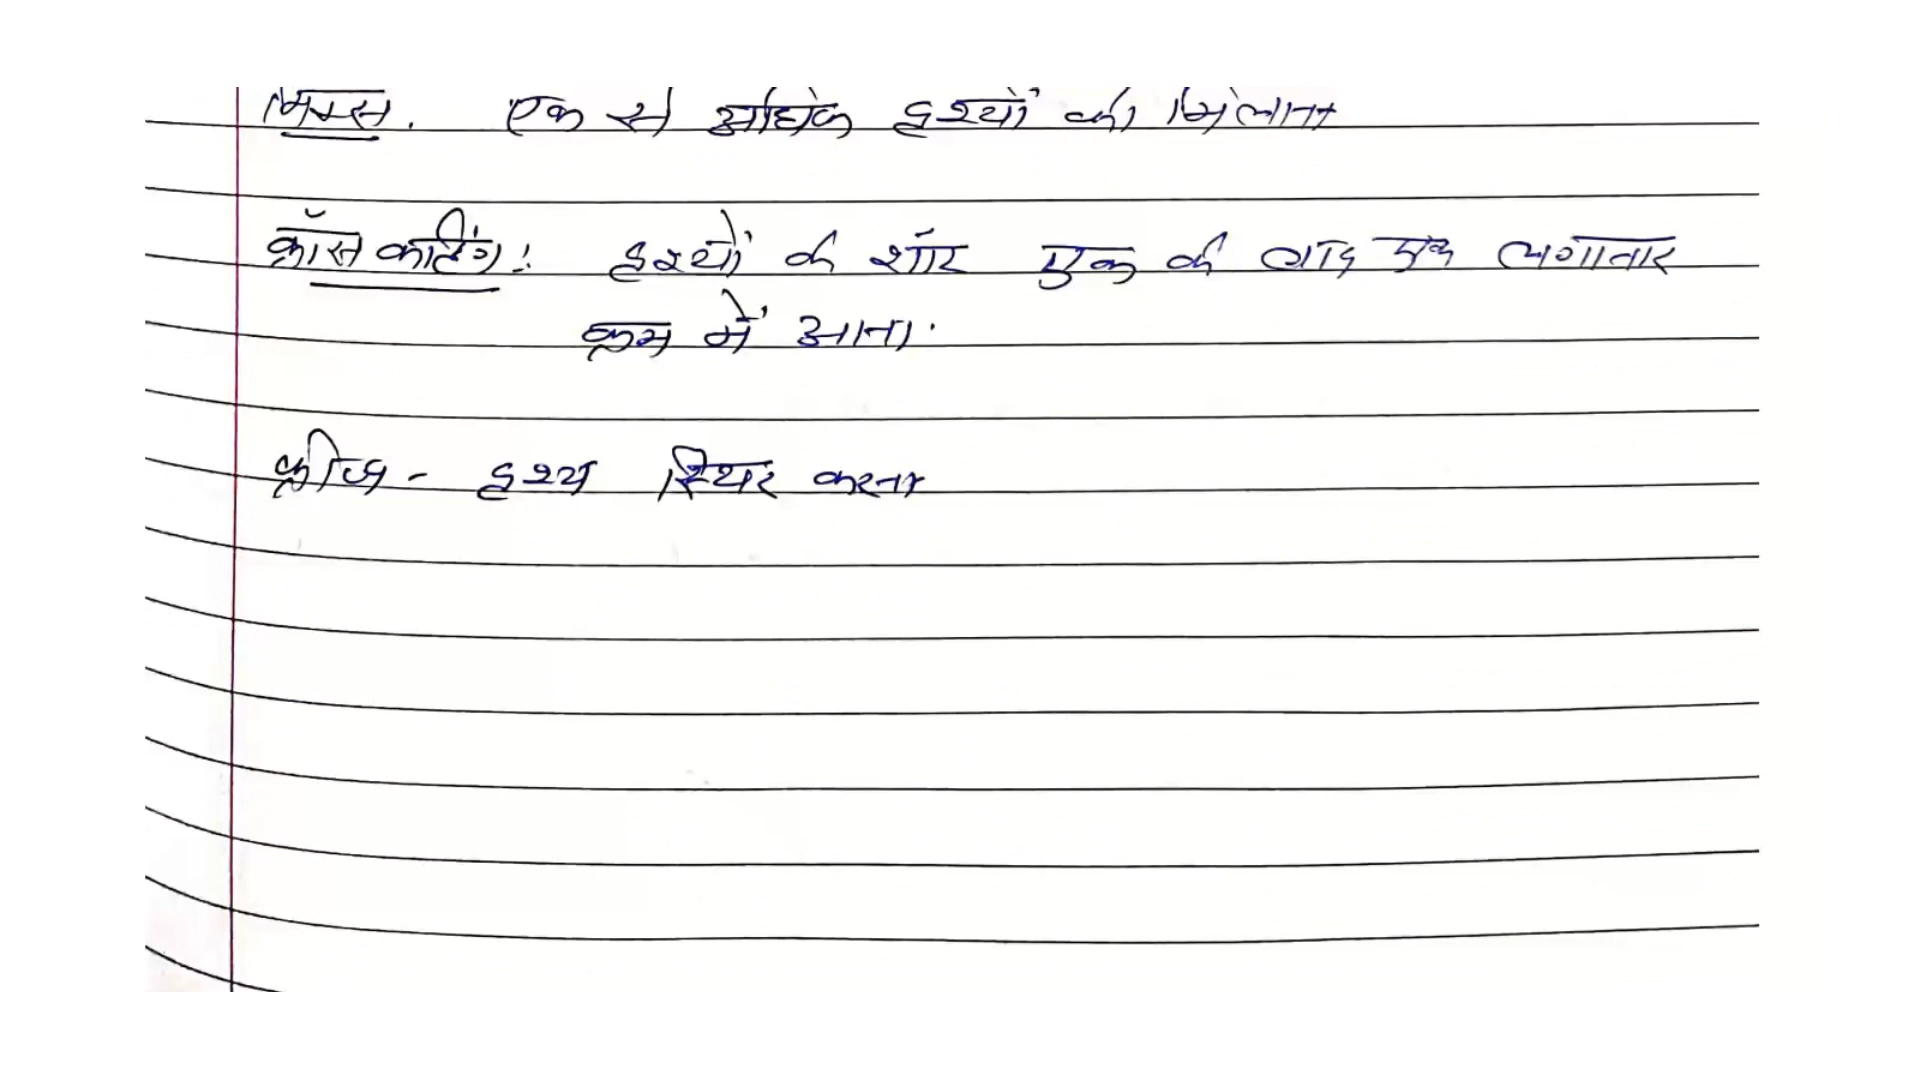 मिक्स. एक से अधिक दृश्यों का मिलान
क्रॉस कटिंग: दृश्यों के शॉट एक के बाद एक लगातार
क्रम में आना.
फ्रीज - दृश्य स्थिर करना